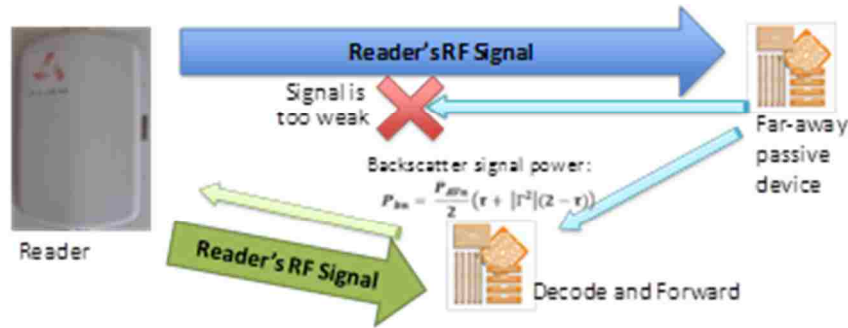 Reader's RF Signal
Signal is
too weak
Far-away
passive
device
Backscatter signal power:
Reader
Reader's RF Signal
Decode and Forward